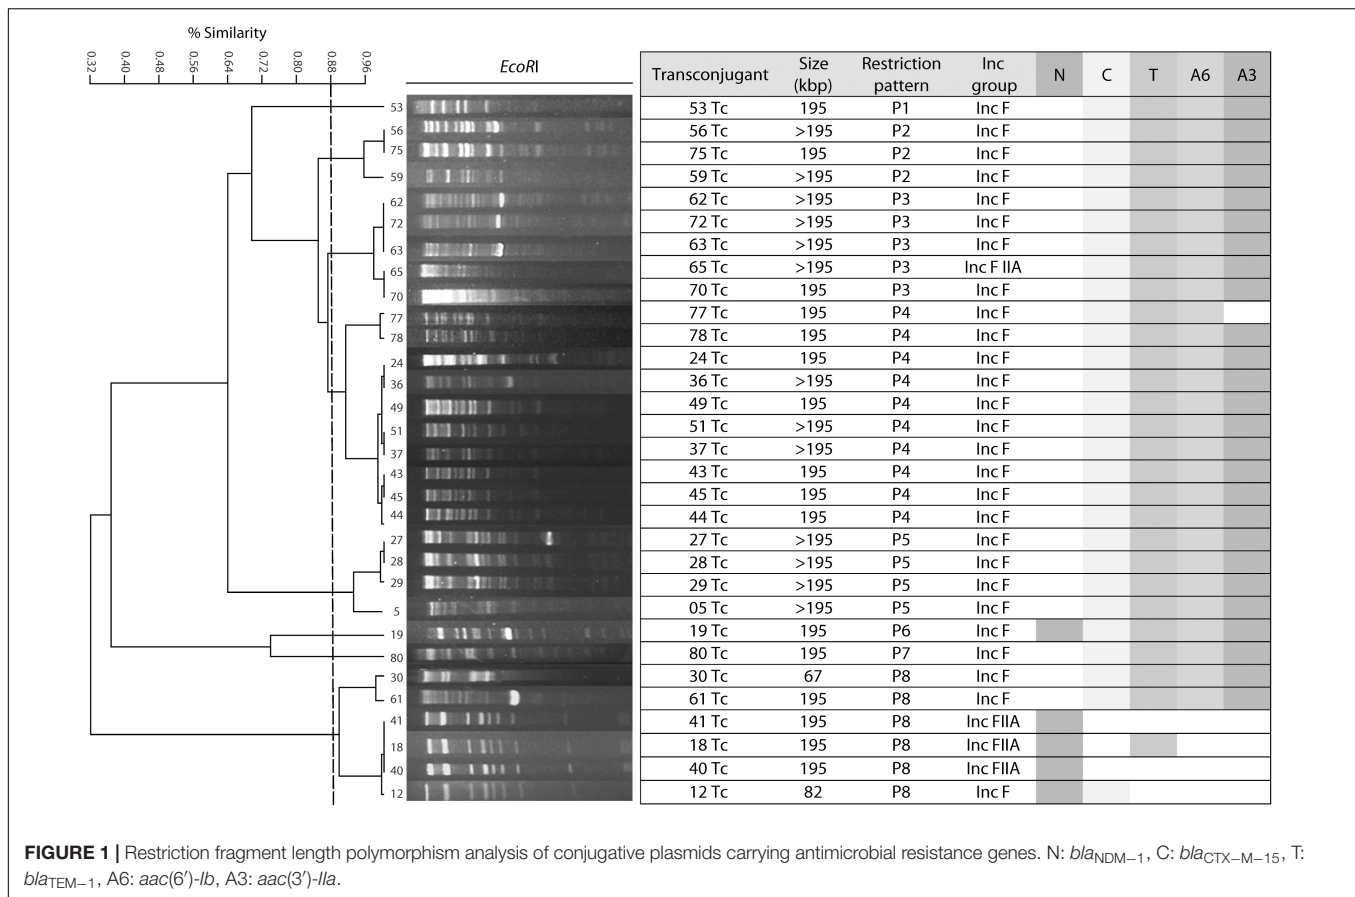 % Similarity
0.32 0.40 0.48 0.56 0.64 0.72 0.80 0.88 0.96
EcoRI
53
56
75
59
62
72
63
65
70
77
78
24
36
49
51
37
43
45
44
27
28
29
5
19
80
30
61
41
18
40
12
Transconjugant Size (kbp) Restriction pattern Inc group N C T A6 A3
53 Tc 195 P1 Inc F
56 Tc >195 P2 Inc F
75 Tc 195 P2 Inc F
59 Tc >195 P2 Inc F
62 Tc >195 P3 Inc F
72 Tc >195 P3 Inc F
63 Tc >195 P3 Inc F
65 Tc >195 P3 Inc F IIA
70 Tc 195 P3 Inc F
77 Tc 195 P4 Inc F
78 Tc 195 P4 Inc F
24 Tc 195 P4 Inc F
36 Tc >195 P4 Inc F
49 Tc 195 P4 Inc F
51 Tc >195 P4 Inc F
37 Tc >195 P4 Inc F
43 Tc 195 P4 Inc F
45 Tc 195 P4 Inc F
44 Tc 195 P4 Inc F
27 Tc >195 P5 Inc F
28 Tc >195 P5 Inc F
29 Tc >195 P5 Inc F
05 Tc >195 P5 Inc F
19 Tc 195 P6 Inc F
80 Tc 195 P7 Inc F
30 Tc 67 P8 Inc F
61 Tc 195 P8 Inc F
41 Tc 195 P8 Inc FIIA
18 Tc 195 P8 Inc FIIA
40 Tc 195 P8 Inc FIIA
12 Tc 82 P8 Inc F
FIGURE 1 | Restriction fragment length polymorphism analysis of conjugative plasmids carrying antimicrobial resistance genes. N: blaNDM−1, C: blaCTX−M−15, T:
blaTEM−1, A6: aac(6′)-Ib, A3: aac(3′)-IIa.